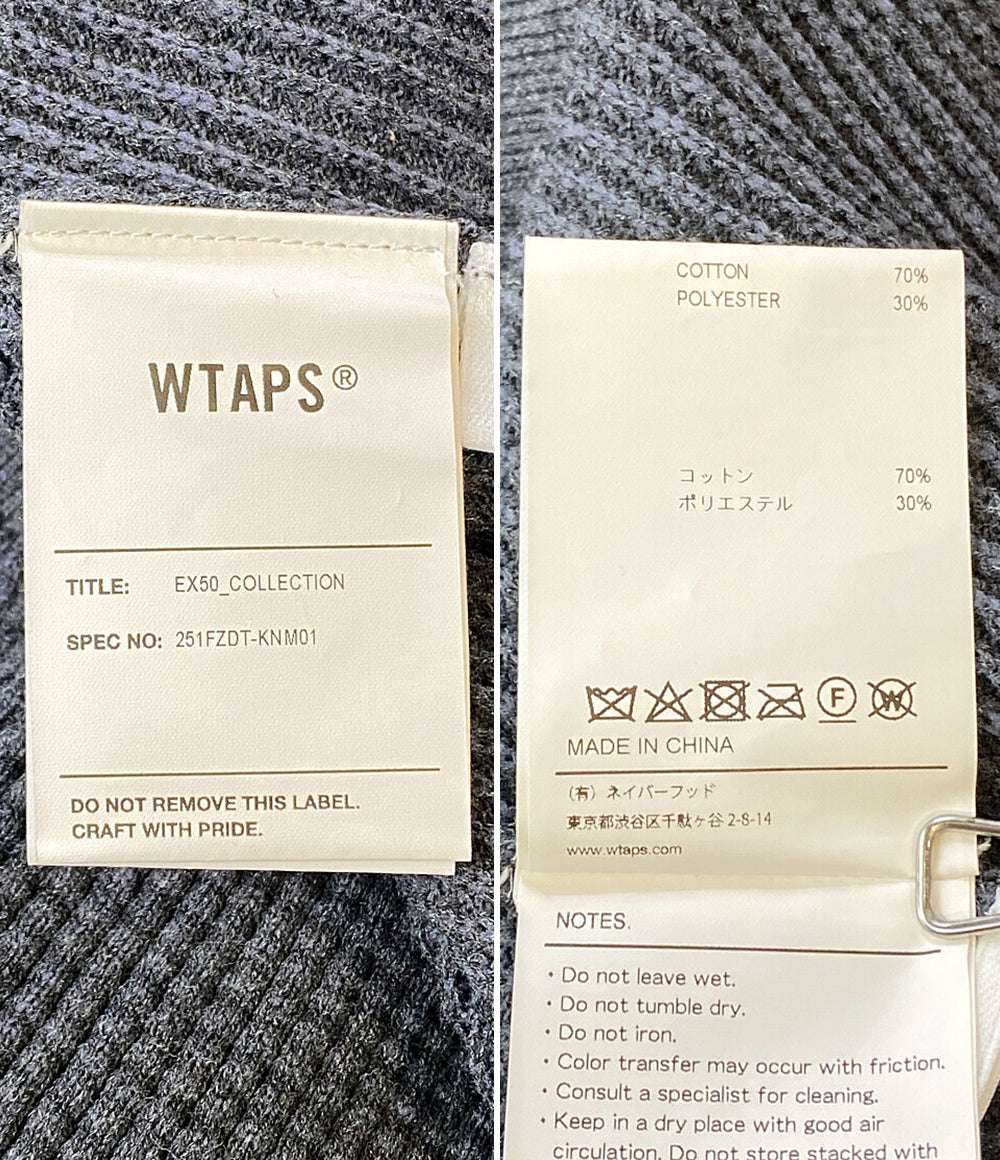 WTAPS®
TITLE: EX50_COLLECTION
SPEC NO: 251FZDT-KNM01
DO NOT REMOVE THIS LABEL.
CRAFT WITH PRIDE.
COTTON 70%
POLYESTER 30%
コットン 70%
ポリエステル 30%
F W
MADE IN CHINA
(有) ネイバーフッド
東京都渋谷区千駄ヶ谷 2-8-14
www.wtaps.com
NOTES.
・Do not leave wet.
・Do not tumble dry.
・Do not iron.
・Color transfer may occur with friction.
・Consult a specialist for cleaning.
・Keep in a dry place with good air
circulation. Do not store stacked with